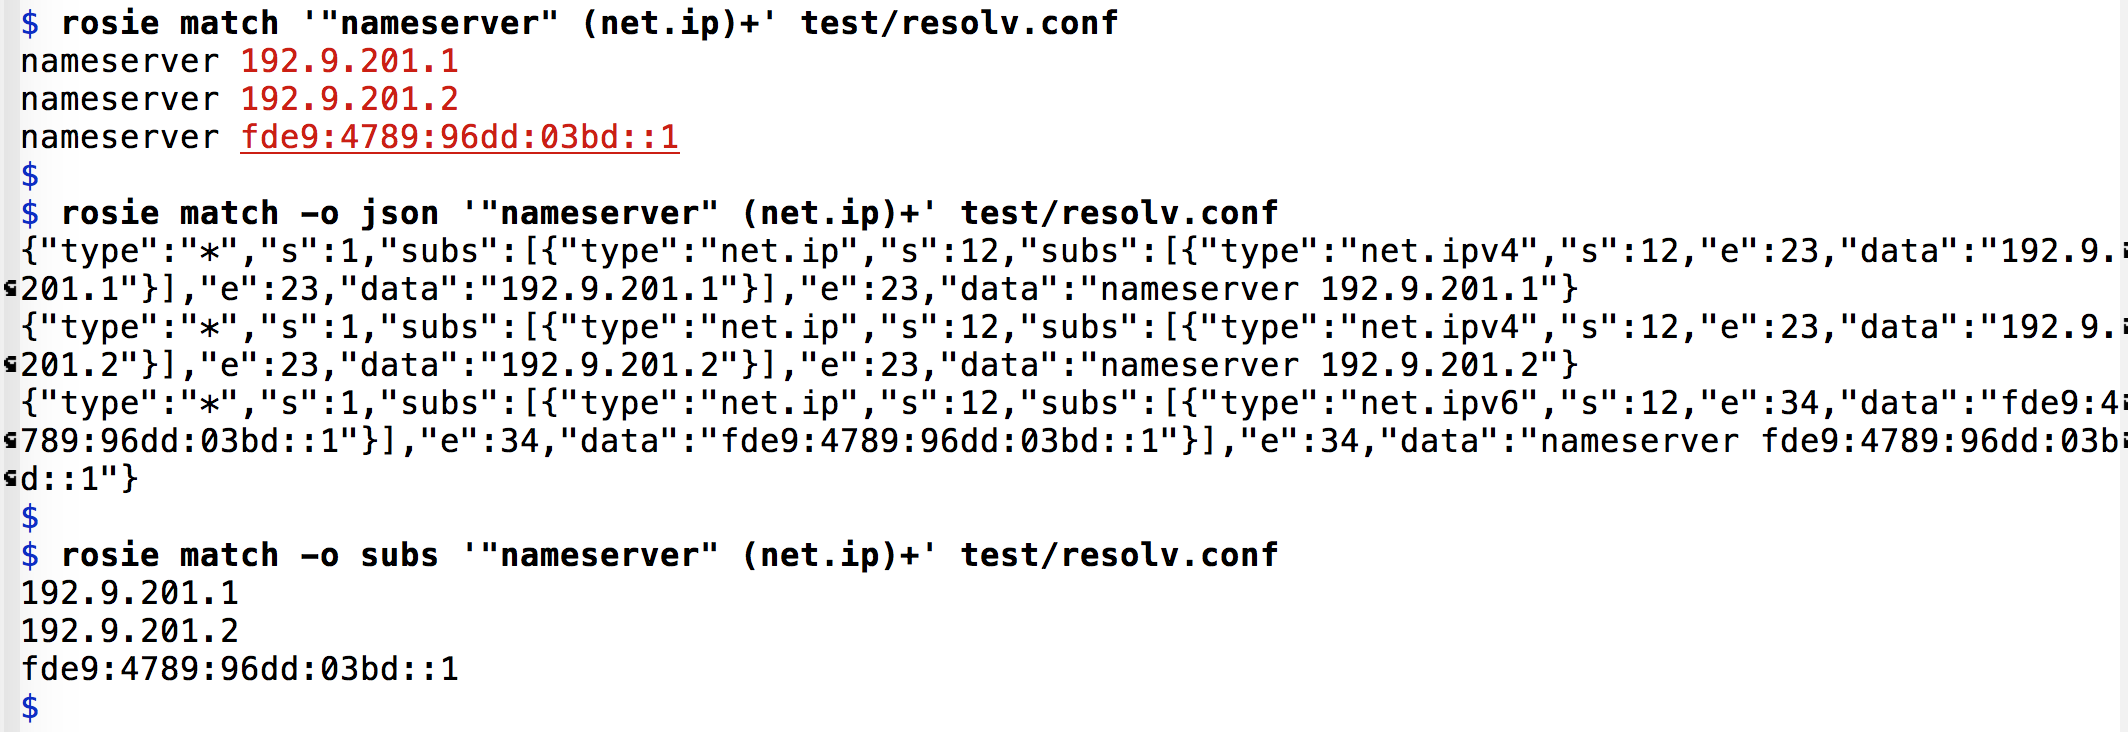 $ rosie match '"nameserver" (net.ip)+' test/resolv.conf
nameserver 192.9.201.1
nameserver 192.9.201.2
nameserver fde9:4789:96dd:03bd::1
$
$ rosie match -o json '"nameserver" (net.ip)+' test/resolv.conf
{"type":"*","s":1,"subs":[{"type":"net.ip","s":12,"subs":[{"type":"net.ipv4","s":12,"e":23,"data":"192.9.
201.1"}],"e":23,"data":"192.9.201.1"}],"e":23,"data":"nameserver 192.9.201.1"}
{"type":"*","s":1,"subs":[{"type":"net.ip","s":12,"subs":[{"type":"net.ipv4","s":12,"e":23,"data":"192.9.
201.2"}],"e":23,"data":"192.9.201.2"}],"e":23,"data":"nameserver 192.9.201.2"}
{"type":"*","s":1,"subs":[{"type":"net.ip","s":12,"subs":[{"type":"net.ipv6","s":12,"e":34,"data":"fde9:4
789:96dd:03bd::1"}],"e":34,"data":"fde9:4789:96dd:03bd::1"}],"e":34,"data":"nameserver fde9:4789:96dd:03b
d::1"}
$
$ rosie match -o subs '"nameserver" (net.ip)+' test/resolv.conf
192.9.201.1
192.9.201.2
fde9:4789:96dd:03bd::1
$